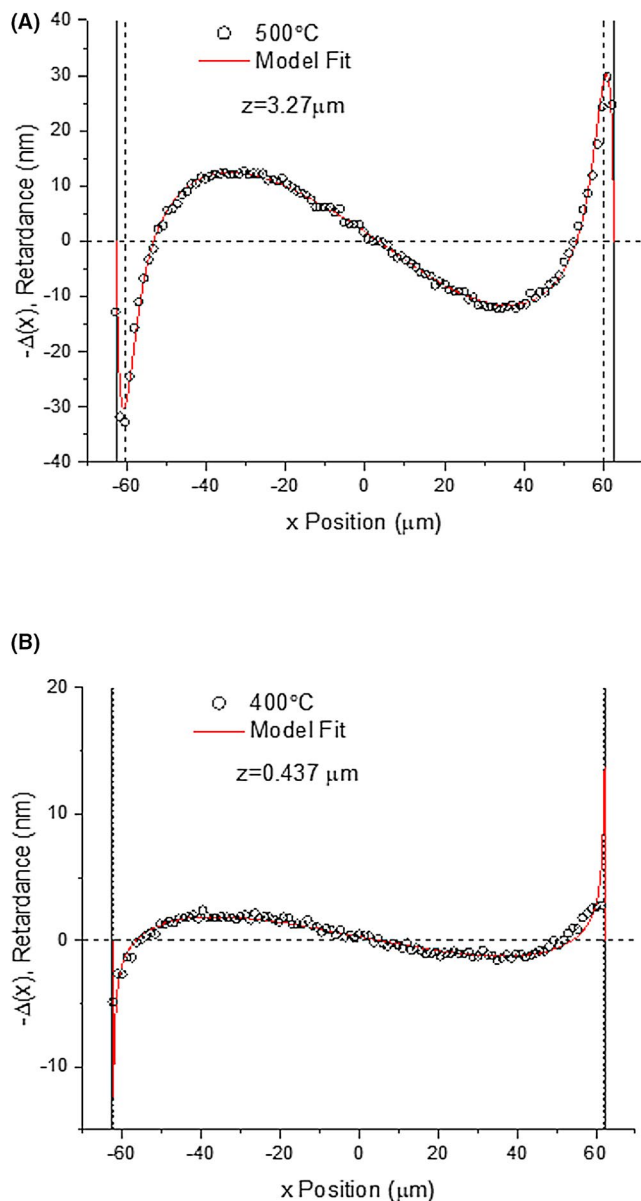 (A)
40
30
20
10
0
-10
-20
-30
-40
-Δ(x), Retardance (nm)
500°C
Model Fit
z=3.27μm
-60 -40 -20 0 20 40 60
x Position (μm)
(B)
20
10
0
-10
-Δ(x), Retardance (nm)
400°C
Model Fit
z=0.437 μm
-60 -40 -20 0 20 40 60
x Position (μm)